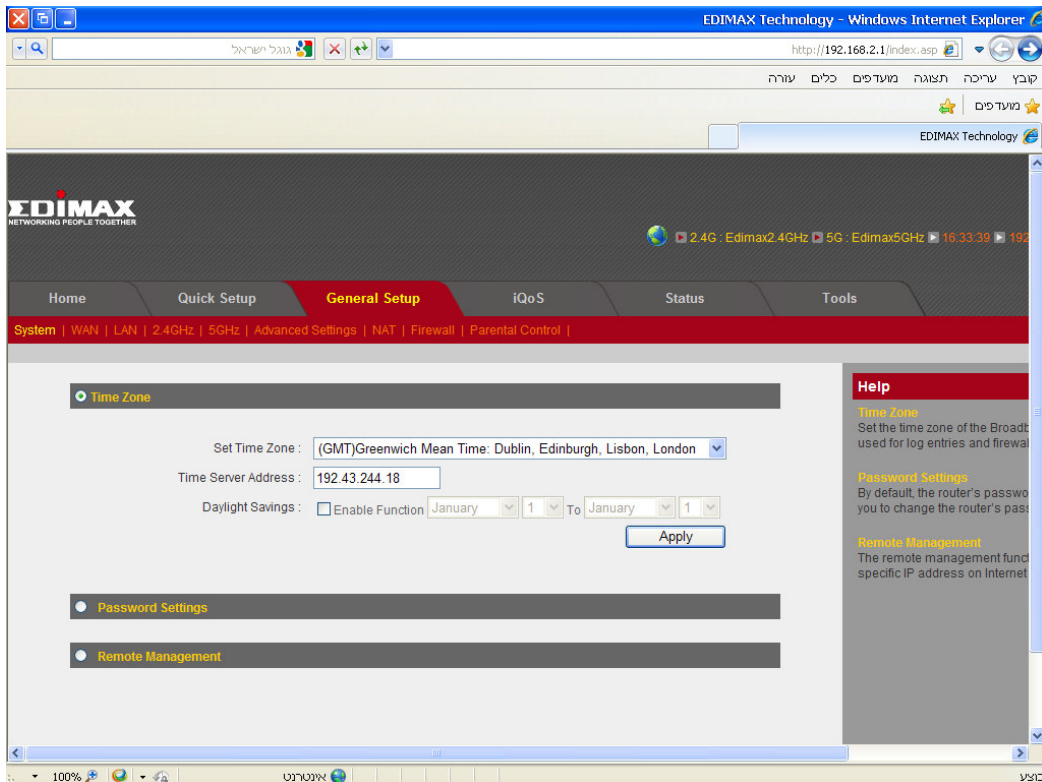 EDIMAX Technology - Windows Internet Explorer
גוגל ישראל
http://192.168.2.1/index.asp
קובץ עריכה תצוגה מועדפים כלים עזרה
מועדפים
EDIMAX Technology
EDIMAX
NETWORKING PEOPLE TOGETHER
2.4G : Edimax2.4GHz 5G : Edimax5GHz 16:33:39 192
Home Quick Setup General Setup iQoS Status Tools
System | WAN | LAN | 2.4GHz | 5GHz | Advanced Settings | NAT | Firewall | Parental Control |
Time Zone
Set Time Zone : (GMT)Greenwich Mean Time: Dublin, Edinburgh, Lisbon, London
Time Server Address : 192.43.244.18
Daylight Savings : Enable Function January 1 To January 1
Apply
Password Settings
Remote Management
Help
Time Zone
Set the time zone of the Broadb
used for log entries and firewal
Password Settings
By default, the router's passwo
you to change the router's pass
Remote Management
The remote management funct
specific IP address on Internet
100%
אינטרנט
בוצע